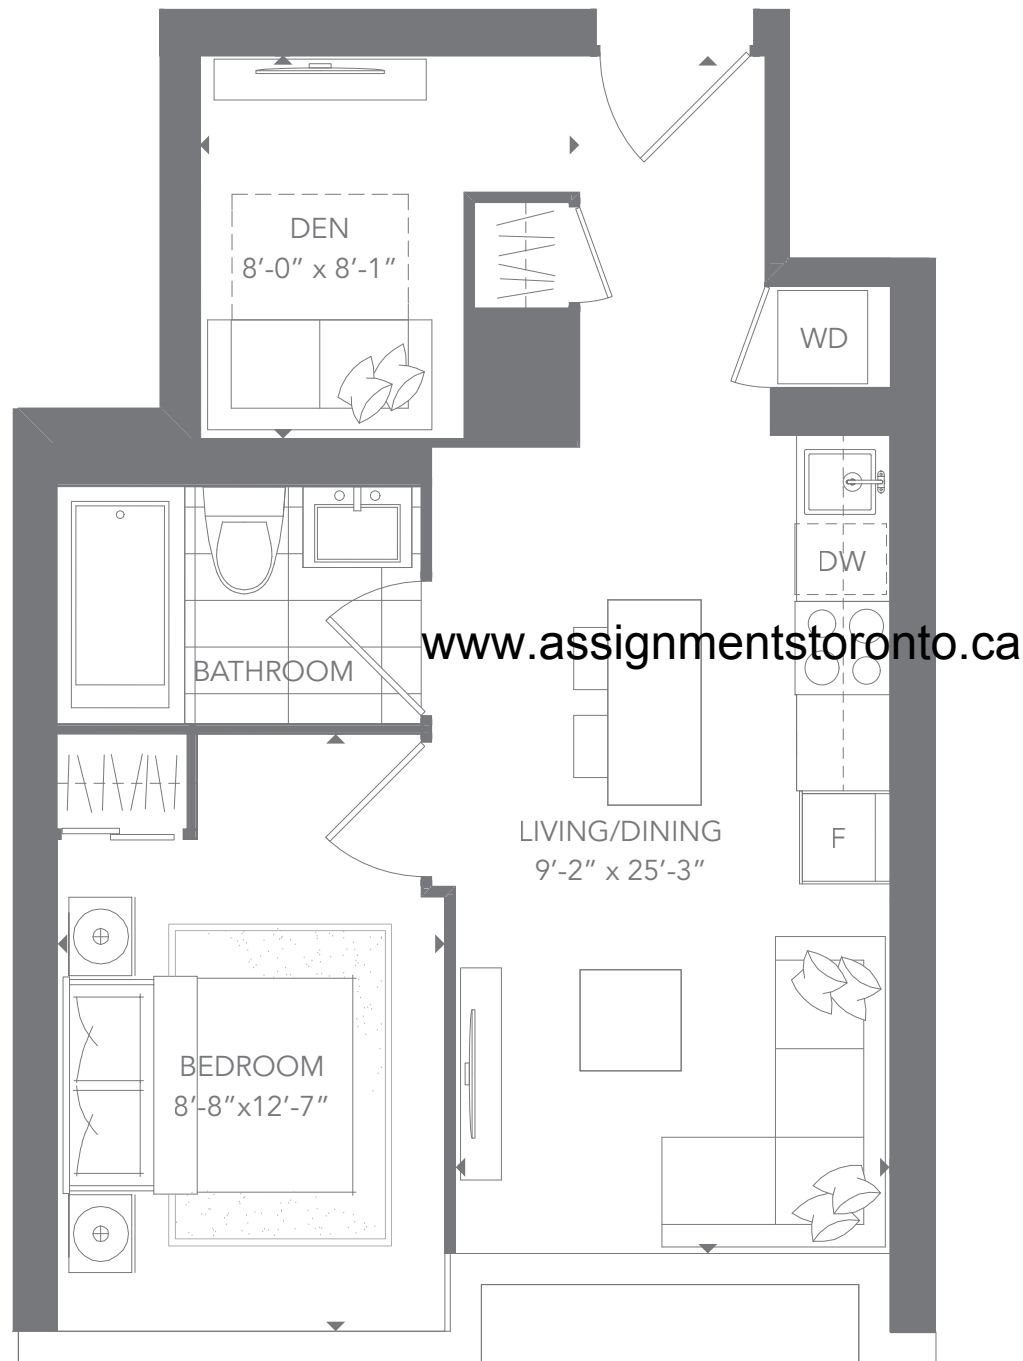 DEN
8’-0” x 8’-1”
WD
DW
www.assignmentstoronto.ca
BATHROOM
LIVING/DINING
9’-2” x 25’-3”
F
BEDROOM
8’-8”x12’-7”